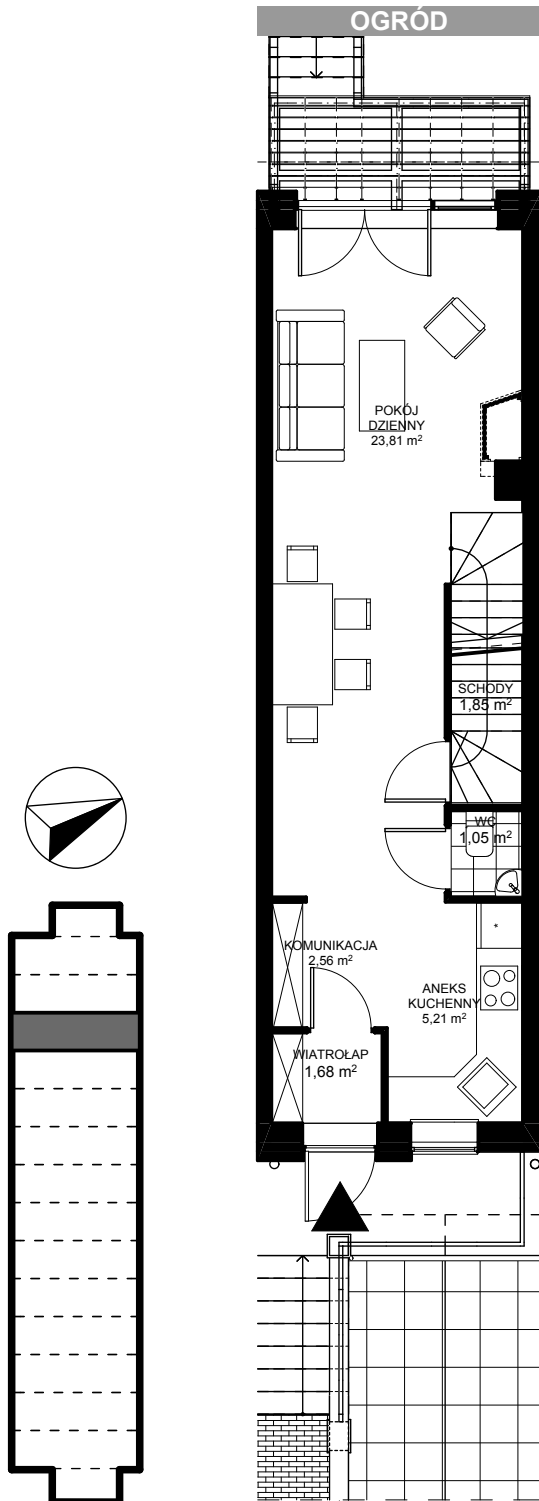 OGRÓD
POKÓJ
DZIENNY
23,81 m²
SCHODY
1,85 m²
WC
1,05 m²
KOMUNIKACJA
2,56 m²
ANEKS
KUCHENNY
5,21 m²
WIATROŁAP
1,68 m²